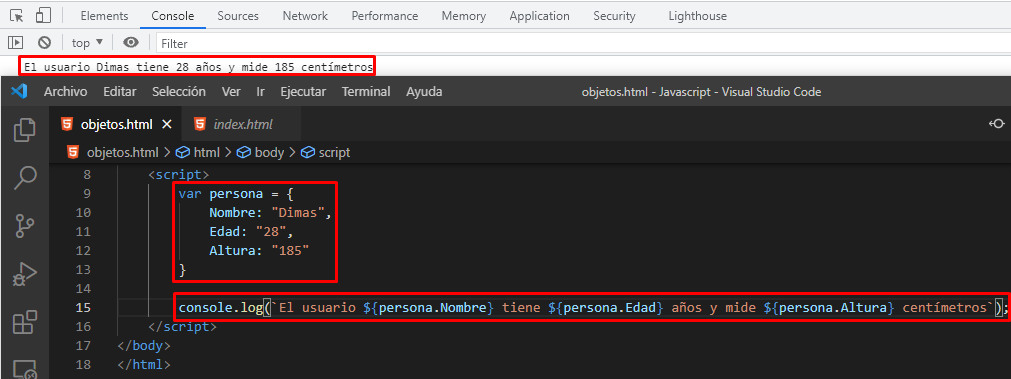 Elements Console Sources Network Performance Memory Application Security Lighthouse
top Filter
El usuario Dimas tiene 28 años y mide 185 centímetros
Archivo Editar Selección Ver Ir Ejecutar Terminal Ayuda objetos.html - Javascript - Visual Studio Code
objetos.html index.html
objetos.html > html > body > script
8 <script>
9 var persona = {
10 Nombre: "Dimas",
11 Edad: "28",
12 Altura: "185"
13 }
14
15 console.log(`El usuario ${persona.Nombre} tiene ${persona.Edad} años y mide ${persona.Altura} centímetros`);
16 </script>
17 </body>
18 </html>